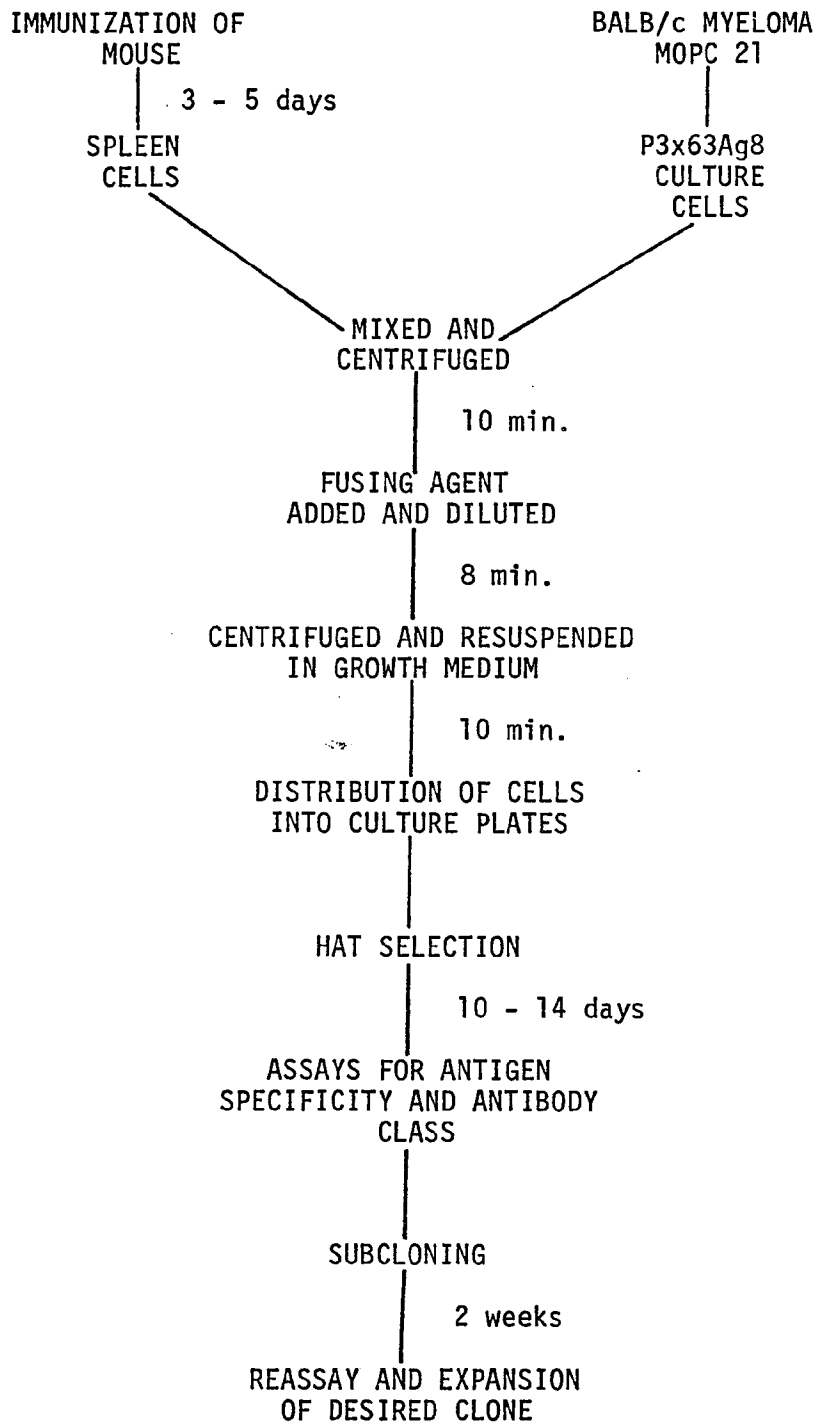 IMMUNIZATION OF
MOUSE
BALB/c MYELOMA
MOPC 21
3 - 5 days
SPLEEN
CELLS
P3x63Ag8
CULTURE
CELLS
MIXED AND
CENTRIFUGED
10 min.
FUSING AGENT
ADDED AND DILUTED
8 min.
CENTRIFUGED AND RESUSPENDED
IN GROWTH MEDIUM
10 min.
DISTRIBUTION OF CELLS
INTO CULTURE PLATES
HAT SELECTION
10 - 14 days
ASSAYS FOR ANTIGEN
SPECIFICITY AND ANTIBODY
CLASS
SUBCLONING
2 weeks
REASSAY AND EXPANSION
OF DESIRED CLONE